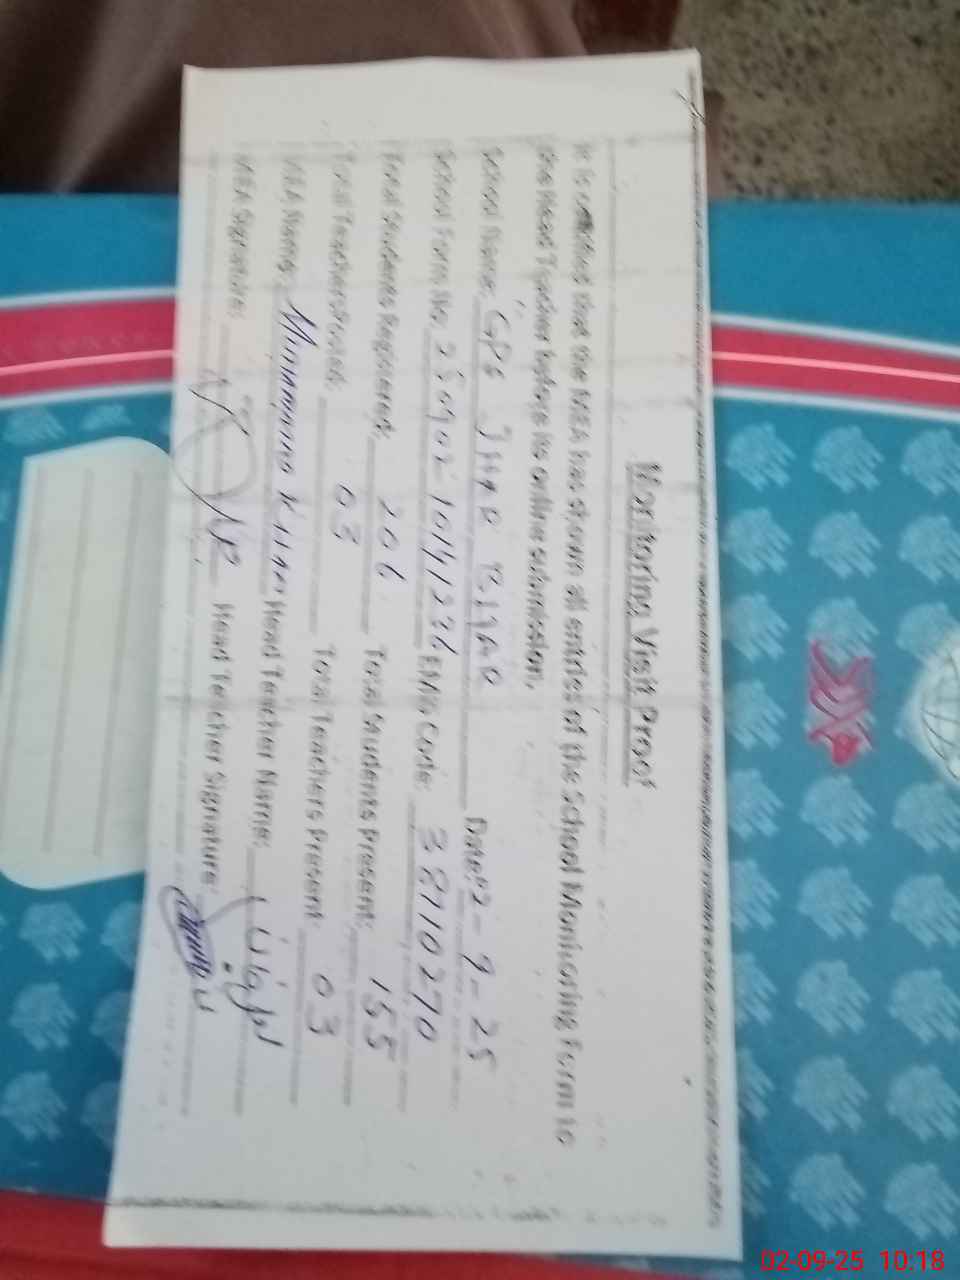 Monitoring Visit Proof
It is certified that the MEA has shown all entries of the School Monitoring Form to
the Head Teacher before its online submission.
School Name: GPS JHAR BIJAR Date: 2-9-25
School Form No. EMIS Code: 38710270
Total Students Registered: 206 Total Students Present: 155
Total Teachers Posted: 03 Total Teachers Present: 03
MEA Name: Head Teacher Name:
MEA Signature: Head Teacher Signature:
02-09-25 10:18